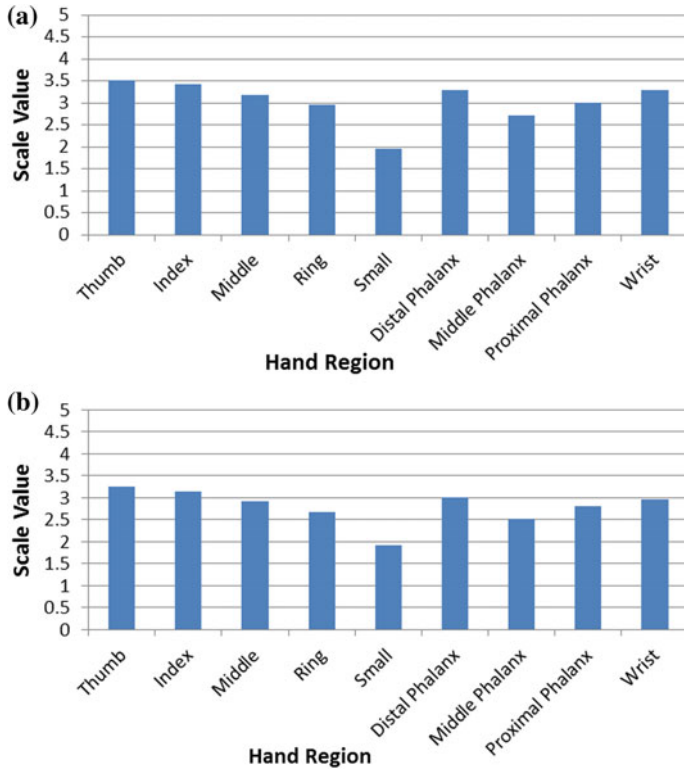 (a)
Scale Value
5
4.5
4
3.5
3
2.5
2
1.5
1
0.5
0
Thumb
Index
Middle
Ring
Small
Distal Phalanx
Middle Phalanx
Proximal Phalanx
Wrist
Hand Region
(b)
Scale Value
5
4.5
4
3.5
3
2.5
2
1.5
1
0.5
0
Thumb
Index
Middle
Ring
Small
Distal Phalanx
Middle Phalanx
Proximal Phalanx
Wrist
Hand Region